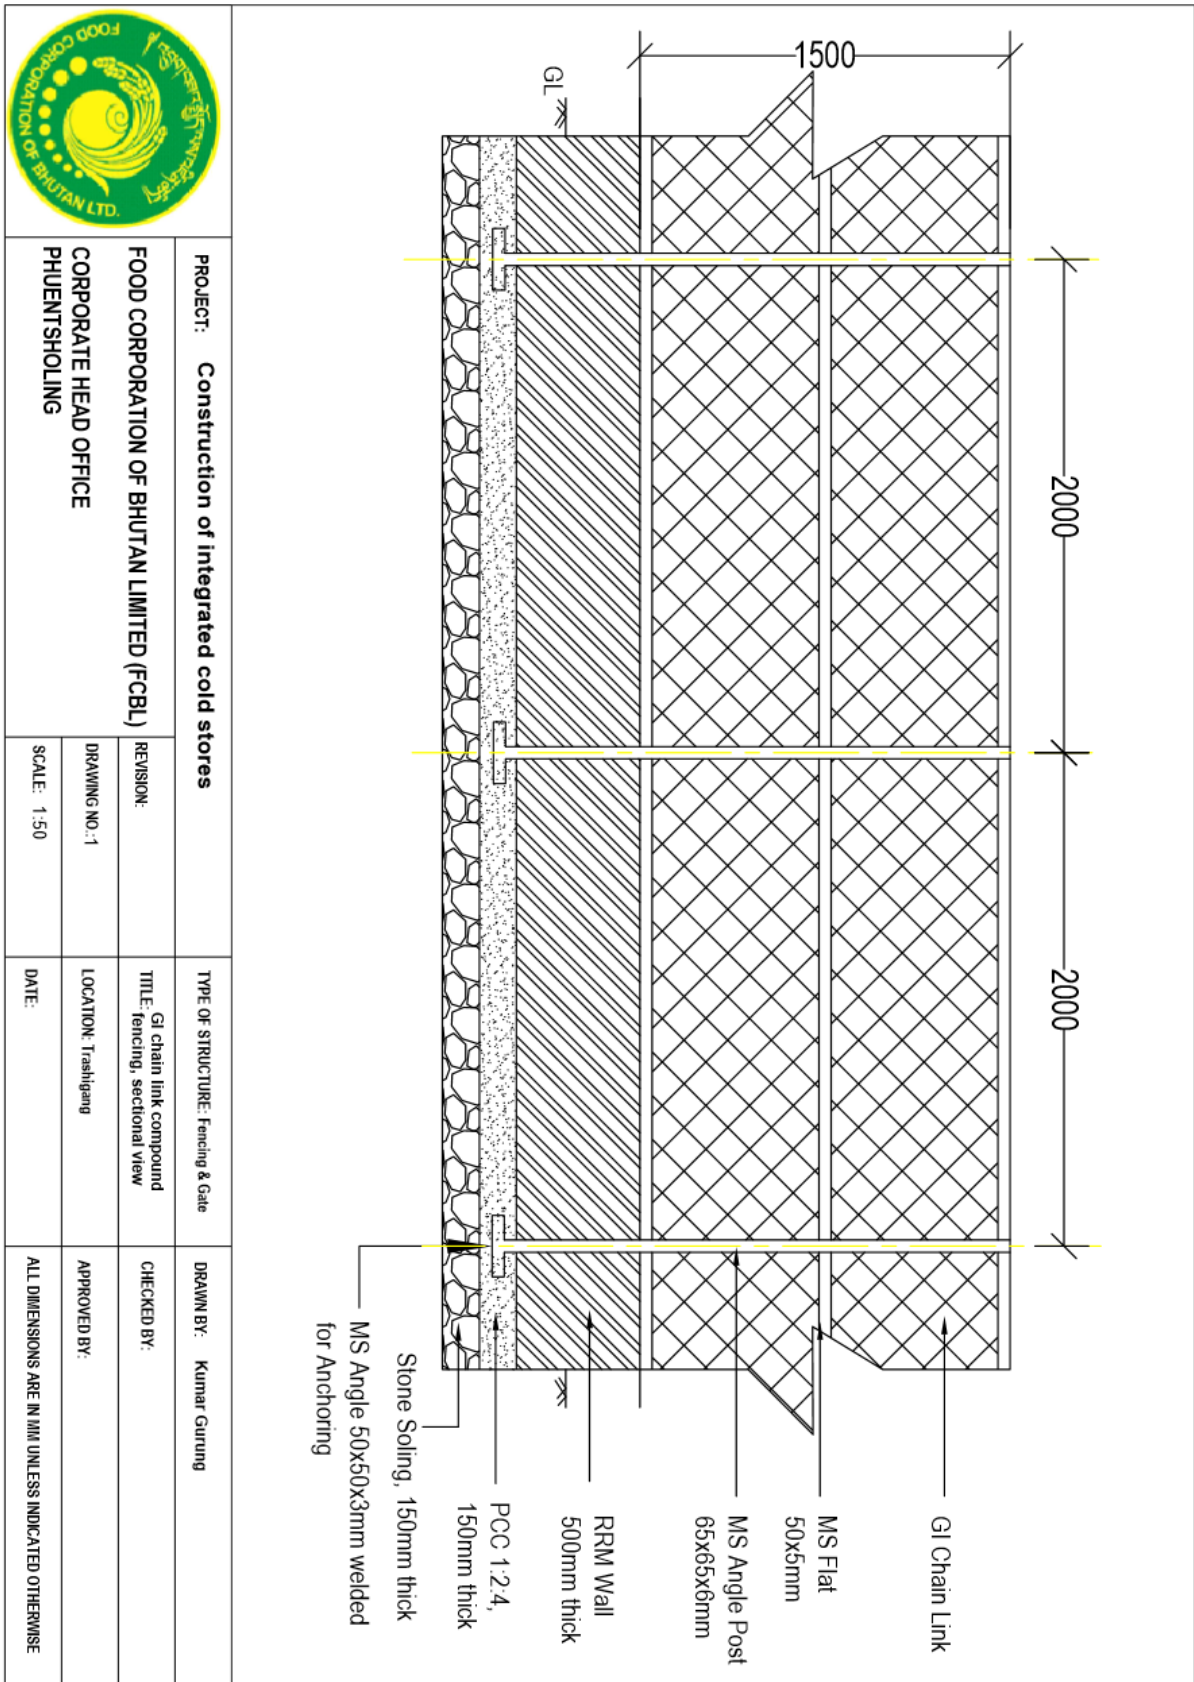 1500
2000
2000
GL
GI Chain Link
MS Flat
50x5mm
MS Angle Post
65x65x6mm
RRM Wall
500mm thick
PCC 1:2:4,
150mm thick
Stone Soling, 150mm thick
MS Angle 50x50x3mm welded
for Anchoring
FOOD CORPORATION OF BHUTAN LTD.
PROJECT: Construction of integrated cold stores
FOOD CORPORATION OF BHUTAN LIMITED (FCBL)
CORPORATE HEAD OFFICE
PHUENTSHOLING
REVISION:
DRAWING NO.:1
SCALE: 1:50
TYPE OF STRUCTURE: Fencing & Gate
TITLE: GI chain link compound
fencing, sectional view
LOCATION: Trashigang
DATE:
DRAWN BY: Kumar Gurung
CHECKED BY:
APPROVED BY:
ALL DIMENSIONS ARE IN MM UNLESS INDICATED OTHERWISE